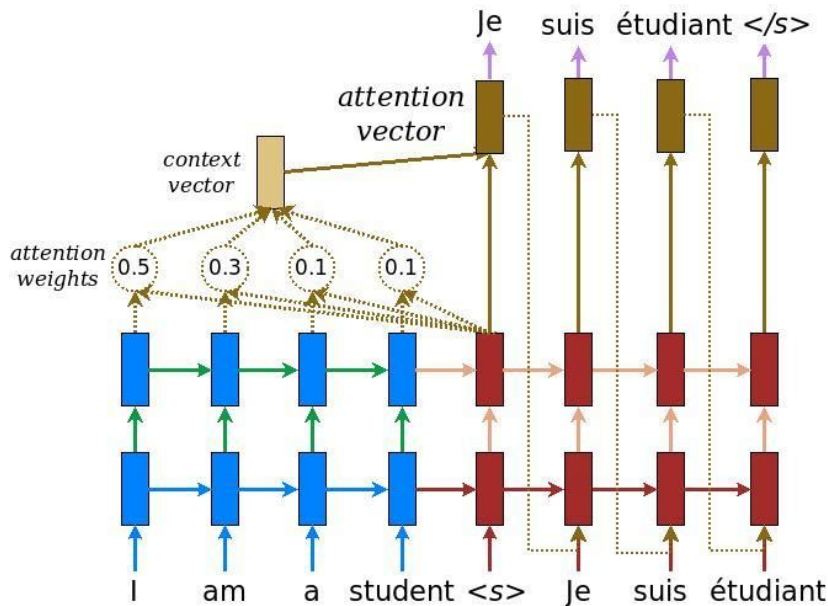 Je suis étudiant </s>
attention
vector
context
vector
attention
weights
0.5 0.3 0.1 0.1
I am a student <s> Je suis étudiant